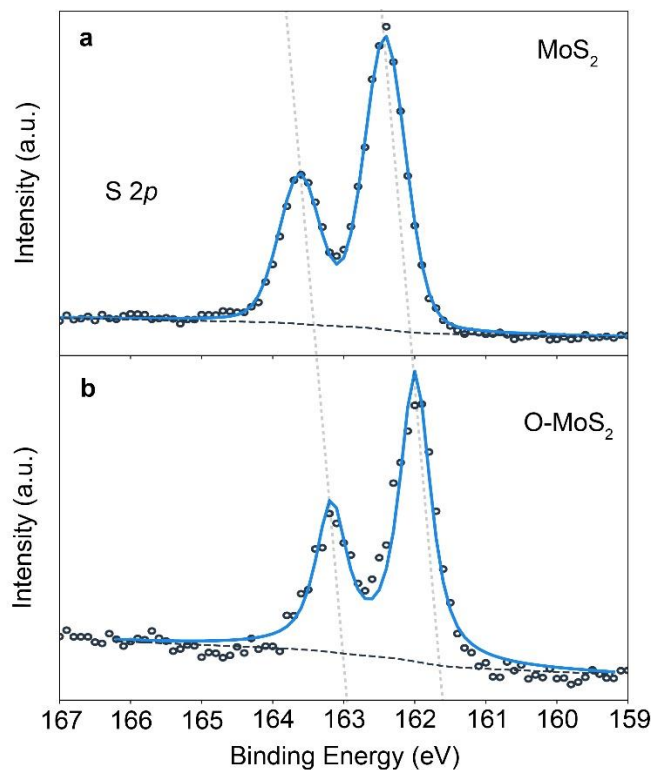 a
MoS₂
S 2p
Intensity (a.u.)
b
O-MoS₂
Intensity (a.u.)
167 166 165 164 163 162 161 160 159
Binding Energy (eV)